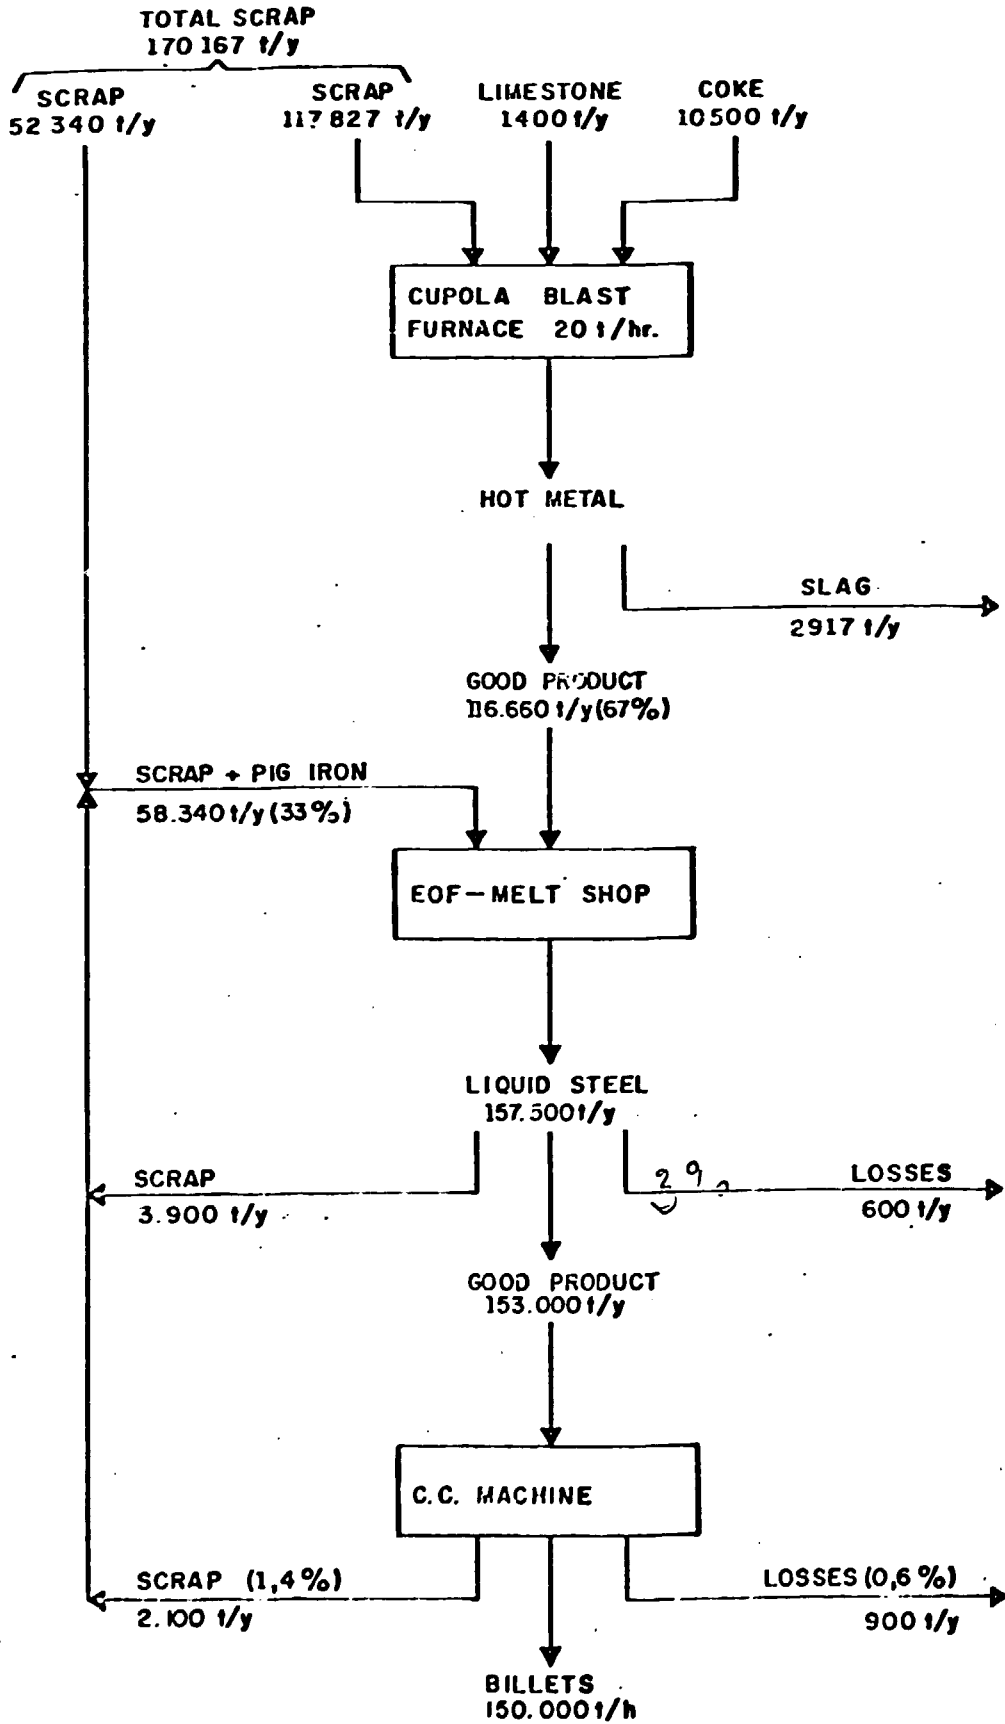 TOTAL SCRAP
170 167 t/y
SCRAP
52 340 t/y
SCRAP
117 827 t/y
LIMESTONE
1400 t/y
COKE
10500 t/y
CUPOLA BLAST
FURNACE 20 t/hr.
HOT METAL
SLAG
2917 t/y
GOOD PRODUCT
116.660 t/y (67%)
SCRAP + PIG IRON
58.340 t/y (33%)
EOF-MELT SHOP
LIQUID STEEL
157.500 t/y
SCRAP
3.900 t/y
LOSSES
600 t/y
GOOD PRODUCT
153.000 t/y
C.C. MACHINE
SCRAP (1,4%)
2.100 t/y
LOSSES (0,6%)
900 t/y
BILLETS
150.000 t/h